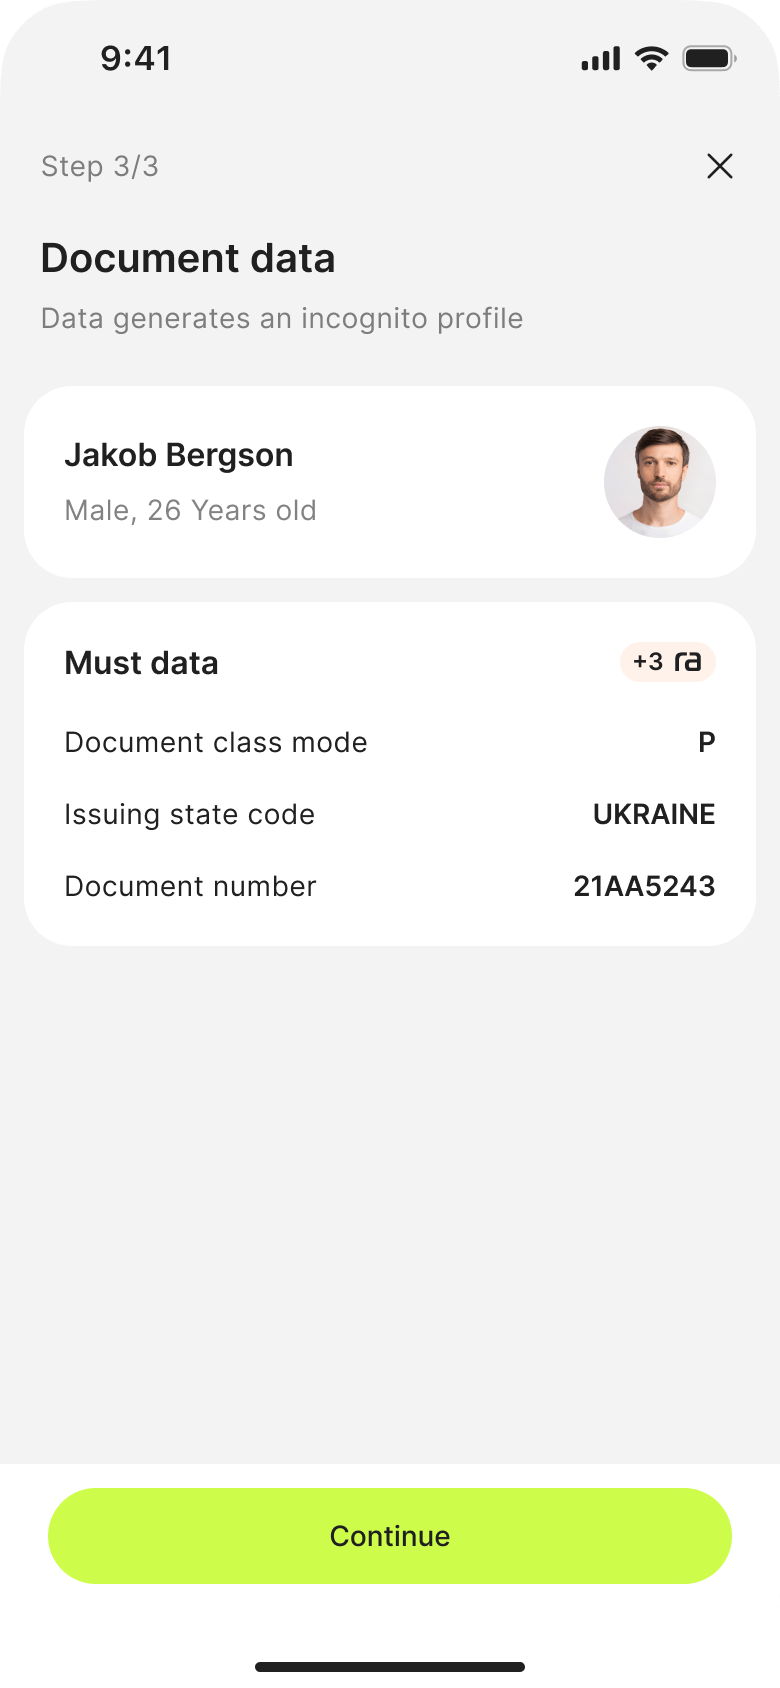 9:41
Step 3/3
Document data
Data generates an incognito profile
Jakob Bergson
Male, 26 Years old
Must data +3 ra
Document class mode P
Issuing state code UKRAINE
Document number 21AA5243
Continue